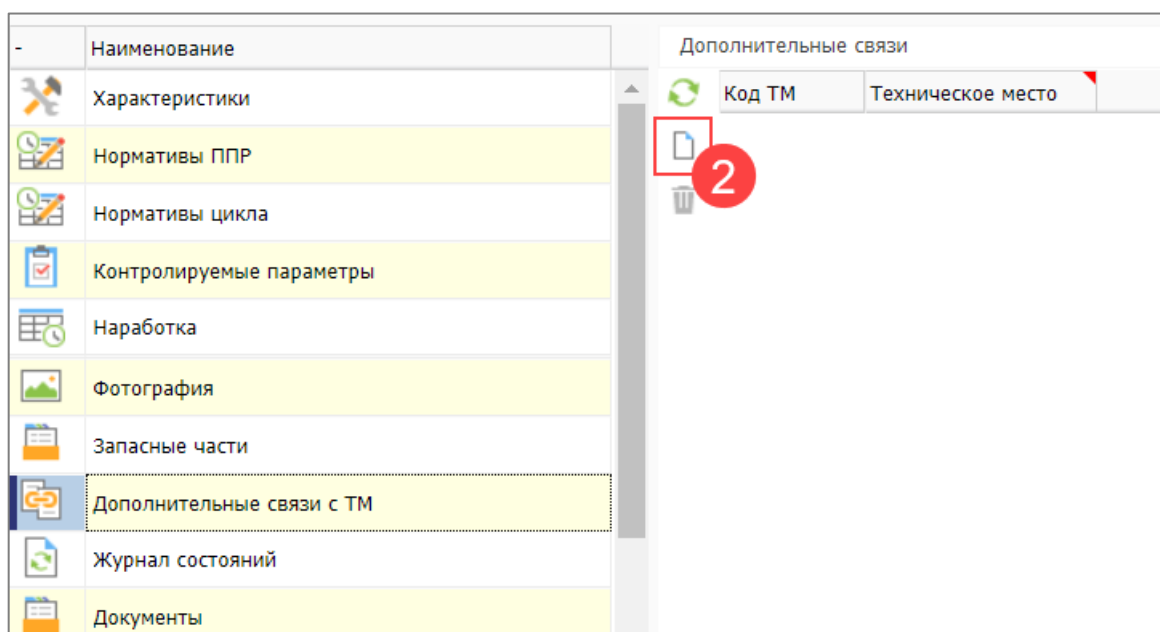 - Наименование
Характеристики
Нормативы ППР
Нормативы цикла
Контролируемые параметры
Наработка
Фотография
Запасные части
Дополнительные связи с ТМ
Журнал состояний
Документы
Дополнительные связи
Код ТМ Техническое место
2